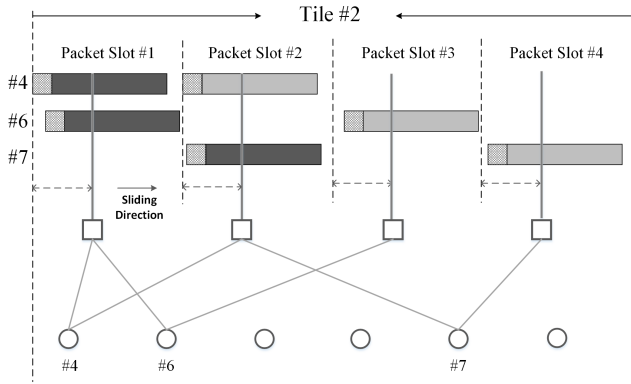 Tile #2
Packet Slot #1 Packet Slot #2 Packet Slot #3 Packet Slot #4
#4
#6
#7
Sliding
Direction
#4 #6 #7